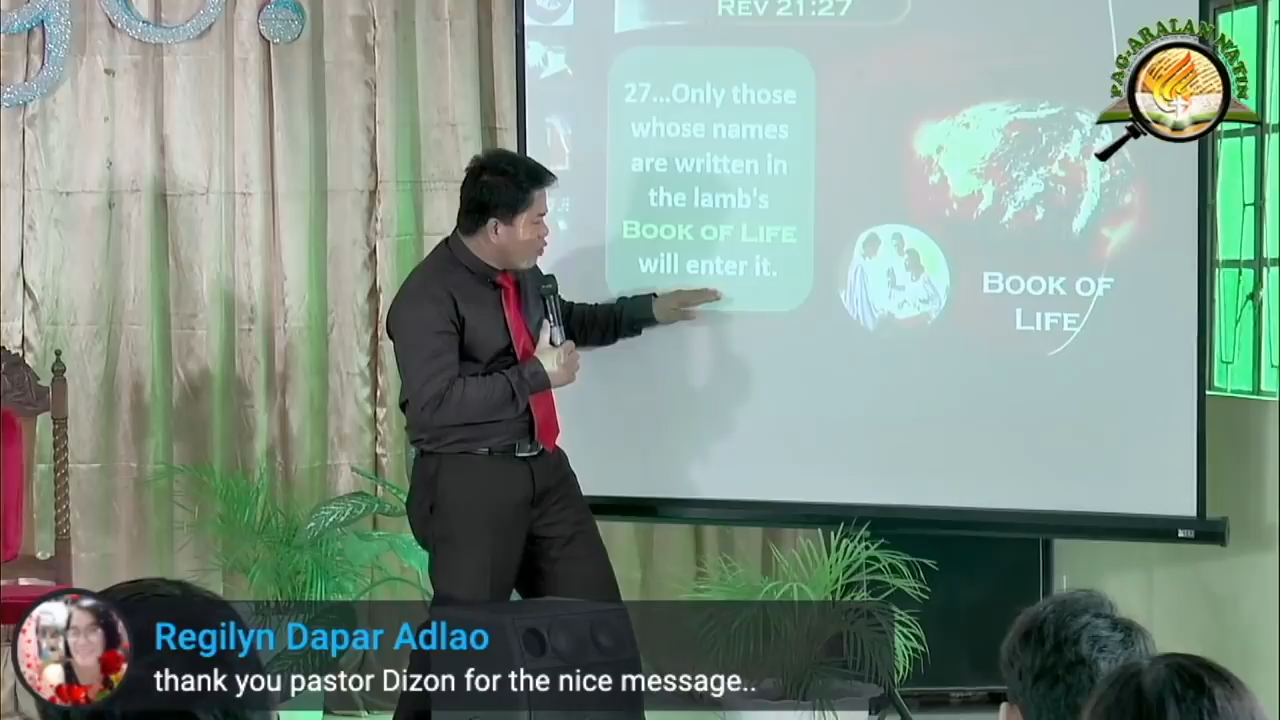 go.
REV 21:27
27...Only those
whose names
are written in
the lamb's
BOOK OF LIFE
will enter it.
BOOK OF
LIFE
PAG-ARALAN NATIN
Regilyn Dapar Adlao
thank you pastor Dizon for the nice message..